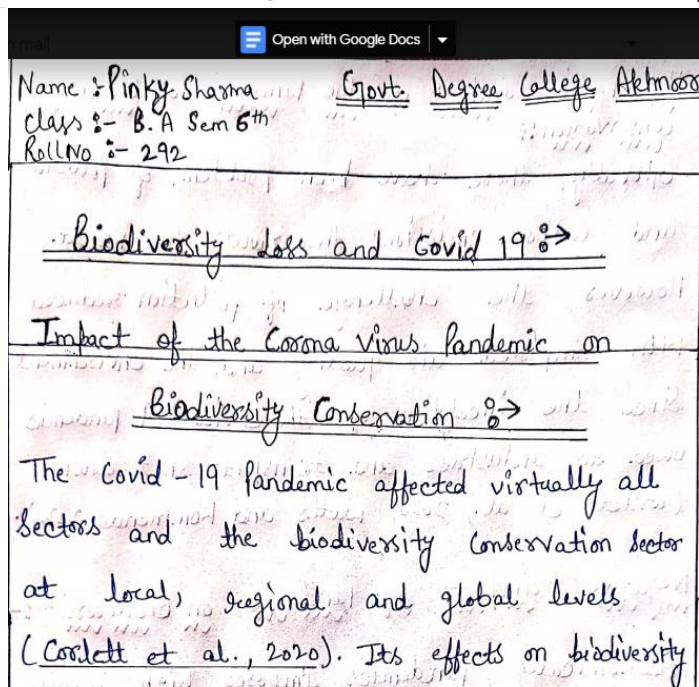 mail
Open with Google Docs
Name :- Pinky Sharma Govt. Degree College Akhnoor
Class :- B.A Sem 6th
Roll No :- 292
Biodiversity Loss and Covid 19 :→
Impact of the Corona Virus Pandemic on
Biodiversity Conservation :→
The Covid-19 Pandemic affected virtually all
Sectors and the biodiversity Conservation Sector
at local, regional and global levels
(Corlett et al., 2020). Its effects on biodiversity